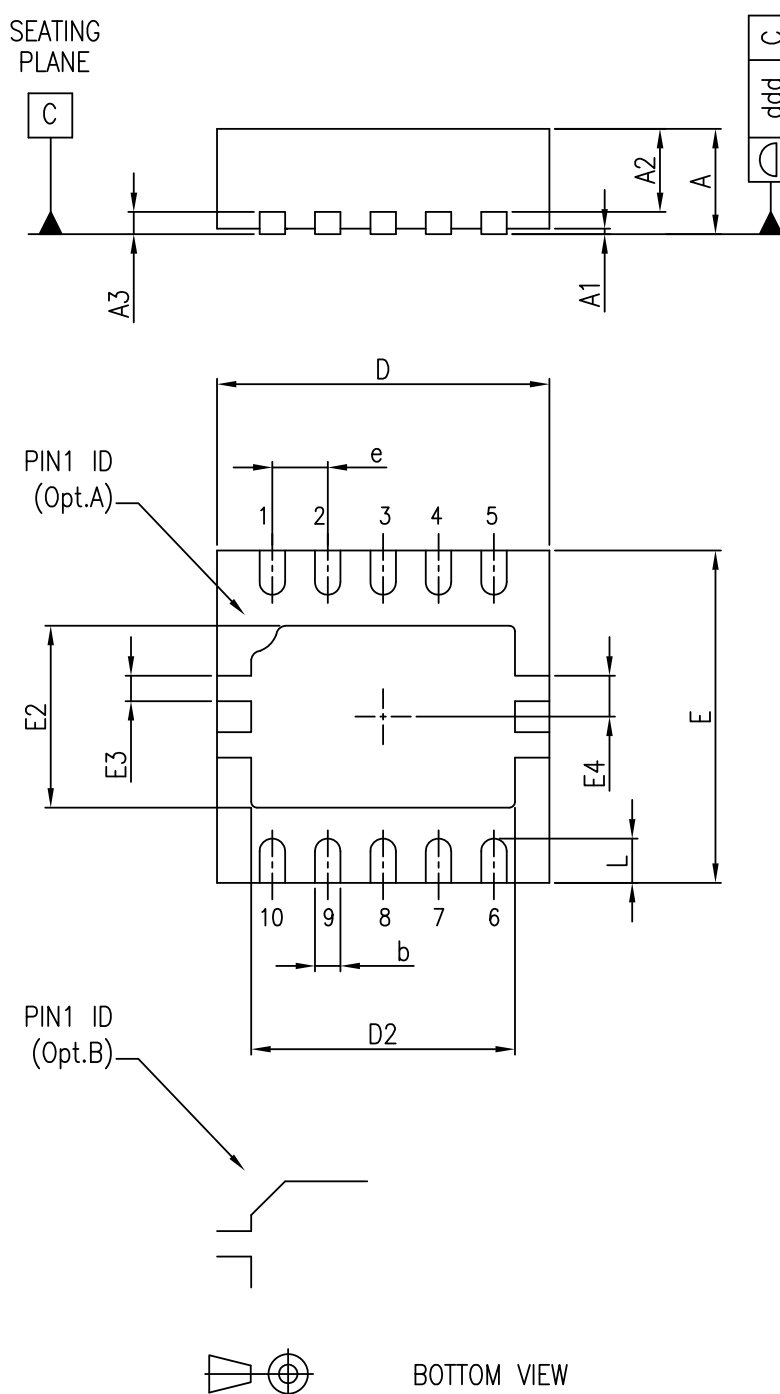 SEATING
PLANE
C
ddd C
A2
A
A3
A1
D
PIN1 ID
(Opt.A)
e
1 2 3 4 5
E2
E3
E4
E
L
10 9 8 7 6
b
PIN1 ID
(Opt.B)
D2
BOTTOM VIEW